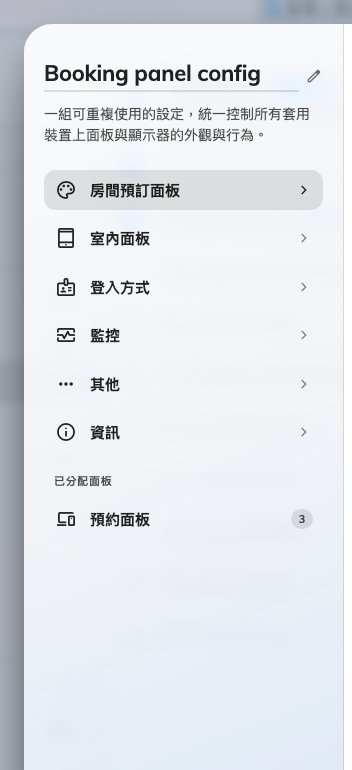 Booking panel config
一組可重複使用的設定，統一控制所有套用
裝置上面板與顯示器的外觀與行為。
房間預訂面板
室內面板
登入方式
監控
其他
資訊
已分配面板
預約面板
3